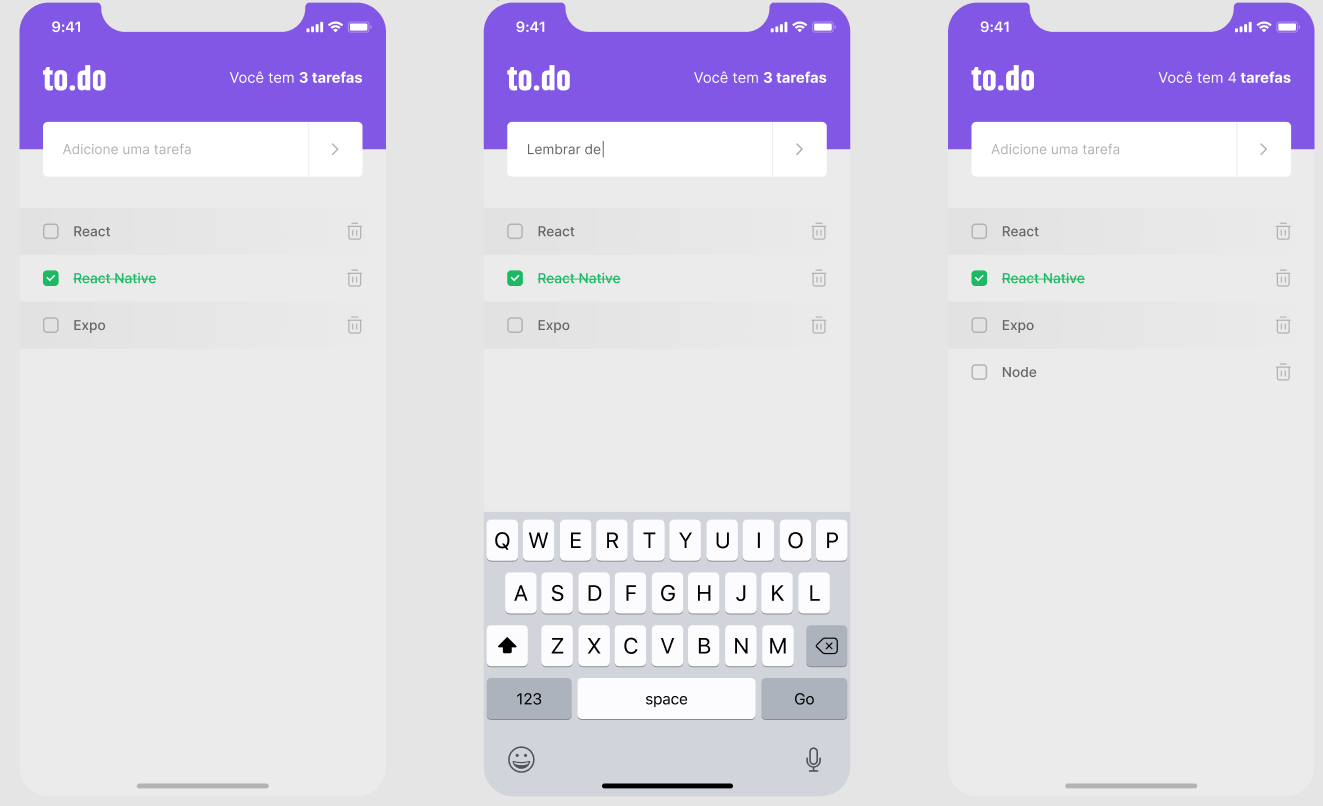 9:41
to.do
Você tem 3 tarefas
Adicione uma tarefa
React
React Native
Expo
9:41
to.do
Você tem 3 tarefas
Lembrar de
React
React Native
Expo
Q W E R T Y U I O P
A S D F G H J K L
Z X C V B N M
123 space Go
9:41
to.do
Você tem 4 tarefas
Adicione uma tarefa
React
React Native
Expo
Node